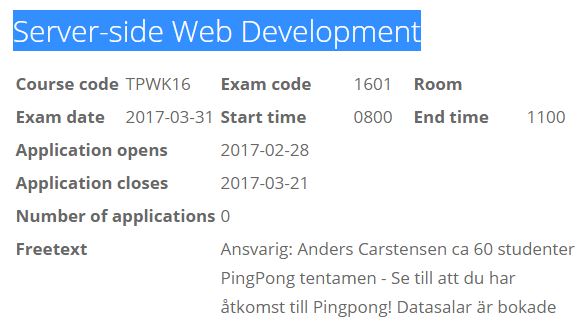 Server-side Web Development
Course code TPWK16 Exam code 1601 Room
Exam date 2017-03-31 Start time 0800 End time 1100
Application opens 2017-02-28
Application closes 2017-03-21
Number of applications 0
Freetext Ansvarig: Anders Carstensen ca 60 studenter
PingPong tentamen - Se till att du har
åtkomst till Pingpong! Datasalar är bokade